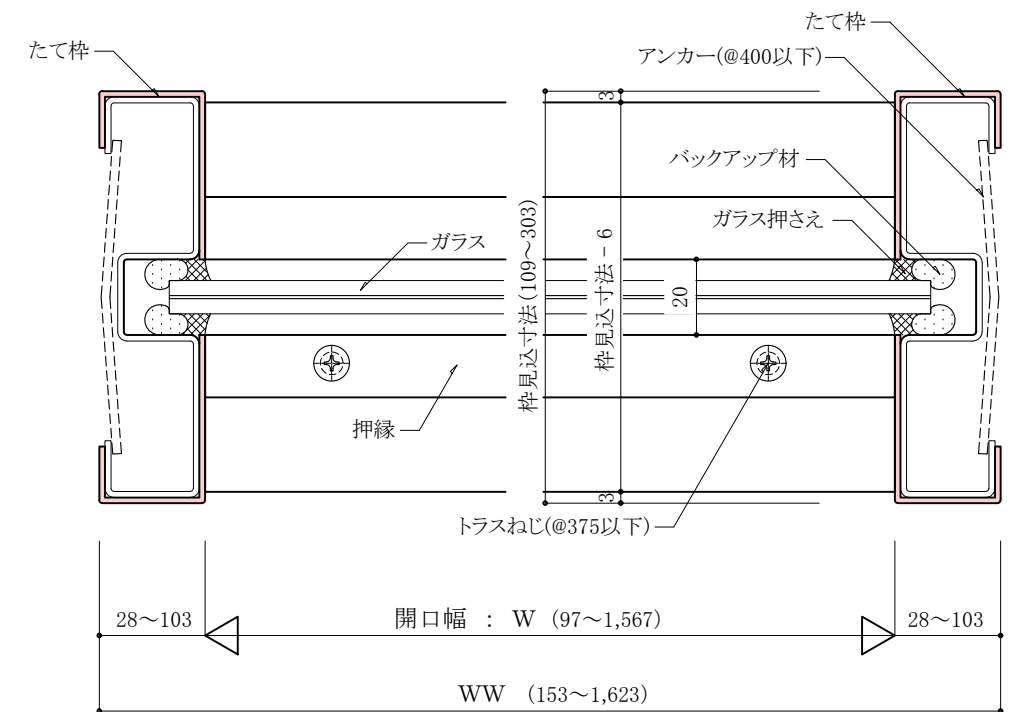 たて枠
たて枠
アンカー(@400以下)
3
バックアップ材
ガラス押さえ
ガラス
枠見込寸法(109～303)
枠見込寸法 - 6
20
押縁
3
トラスねじ(@375以下)
28～103
開口幅 : W (97～1,567)
28～103
WW (153～1,623)